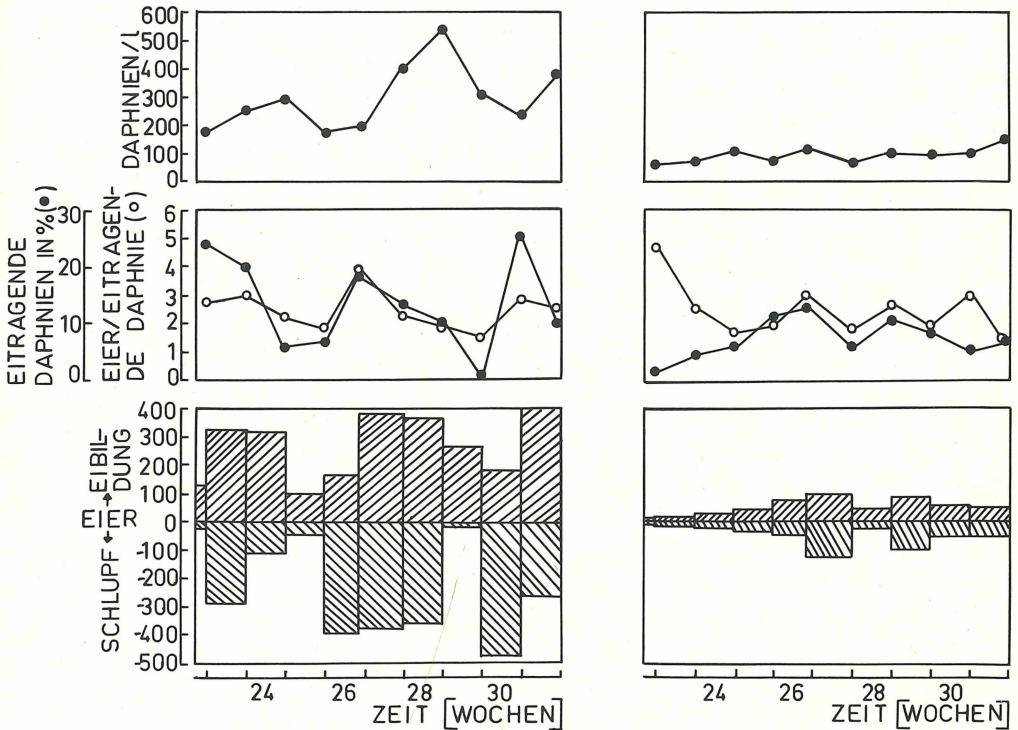 DAPHNIEN/l
600
500
400
300
200
100
0
EITRAGENDE
DAPHNIEN IN %(●)
30
20
10
0
EIER/EITRAGEN-
DE DAPHNIE (○)
6
5
4
3
2
1
0
SCHLUPF ← EIER → EIBIL-
DUNG
400
300
200
100
0
-100
-200
-300
-400
-500
24 26 28 30
ZEIT [WOCHEN]
24 26 28 30
ZEIT [WOCHEN]